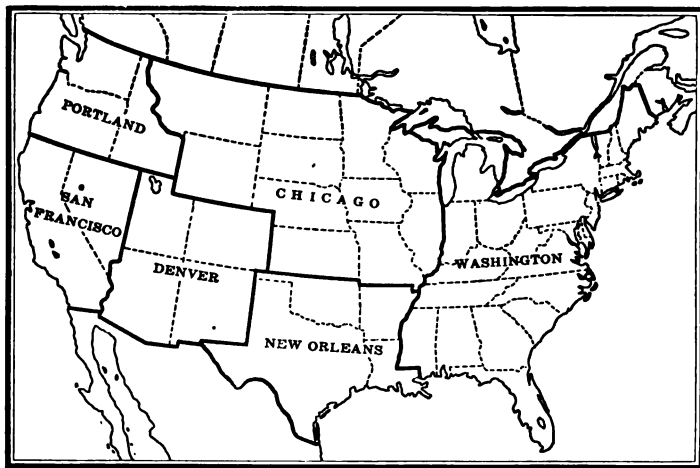 PORTLAND
SAN
FRANCISCO
CHICAGO
DENVER
WASHINGTON
NEW ORLEANS